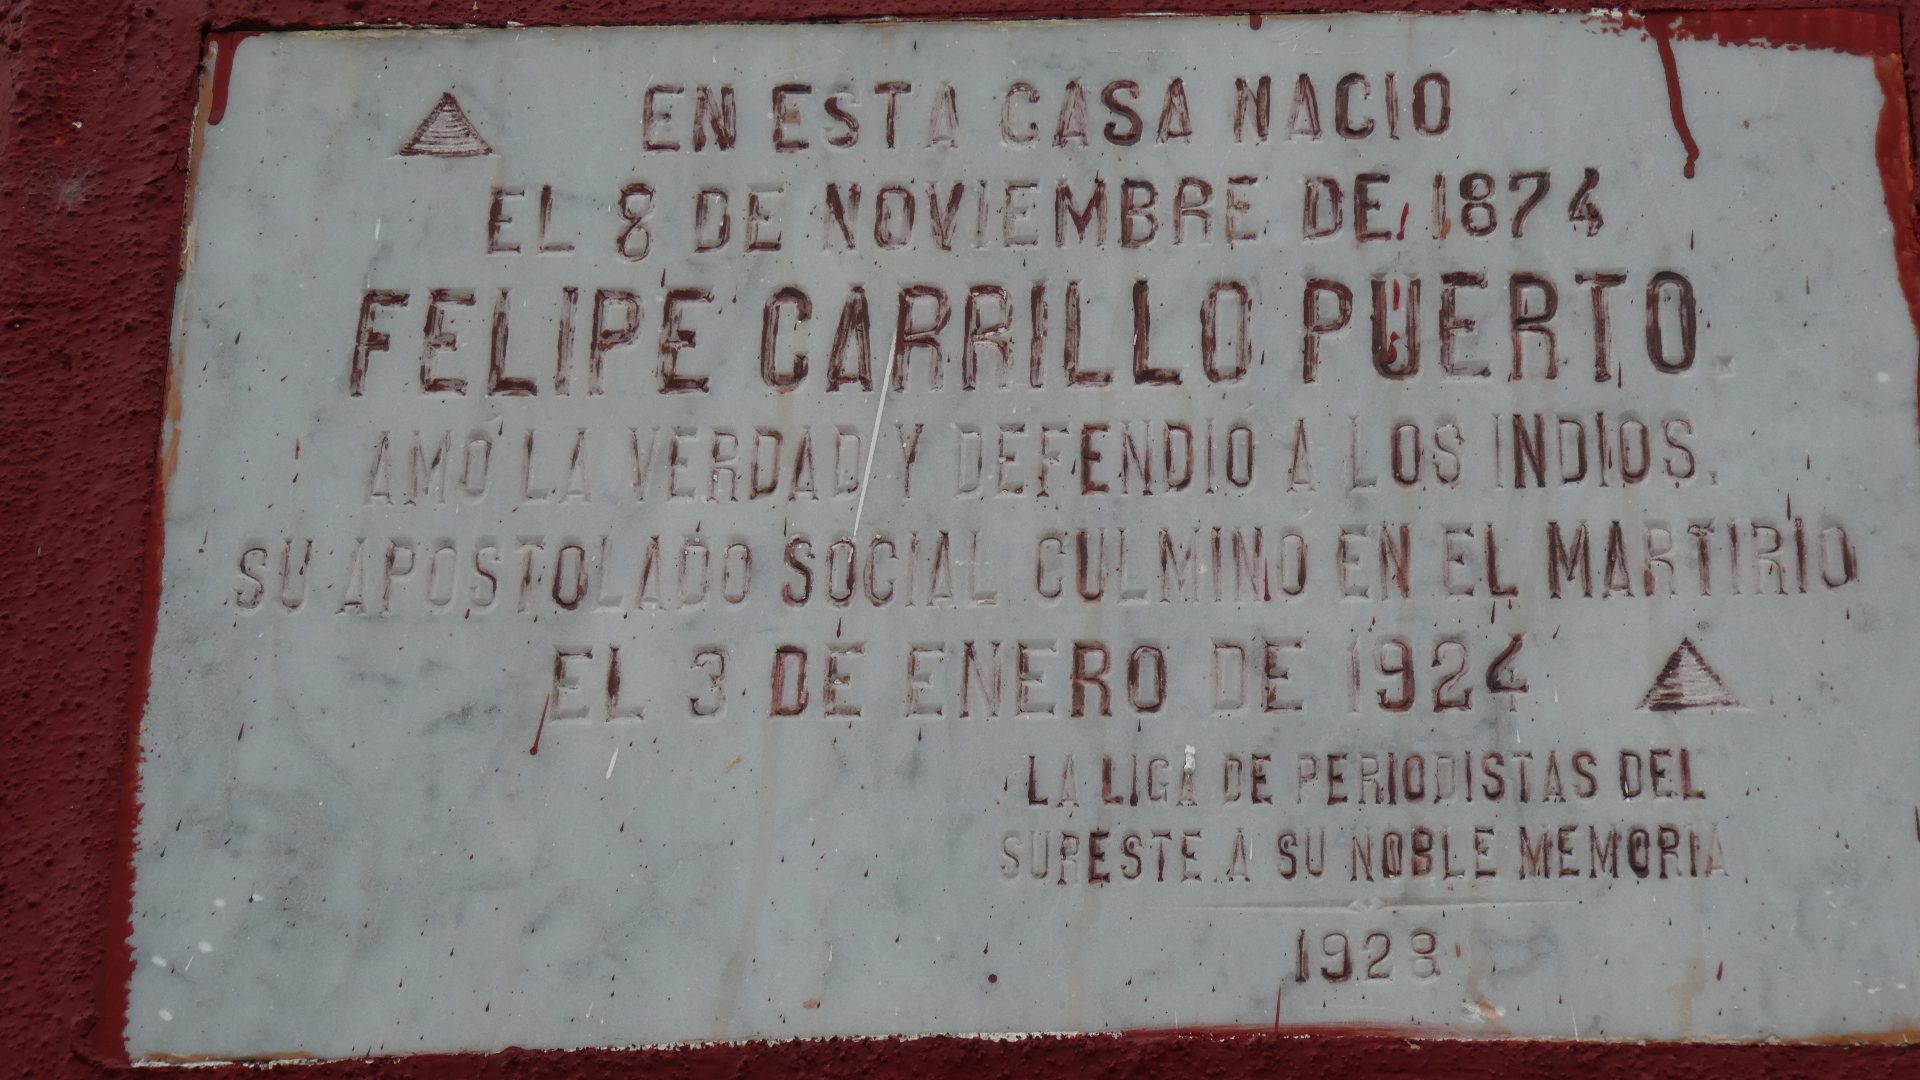 EN ESTA CASA NACIO
EL 8 DE NOVIEMBRE DE 1874
FELIPE CARRILLO PUERTO.
AMÓ LA VERDAD Y DEFENDIÓ A LOS INDIOS.
SU APOSTOLADO SOCIAL CULMINO EN EL MARTIRIO
EL 3 DE ENERO DE 1924
LA LIGA DE PERIODISTAS DEL
SURESTE A SU NOBLE MEMORIA
1928